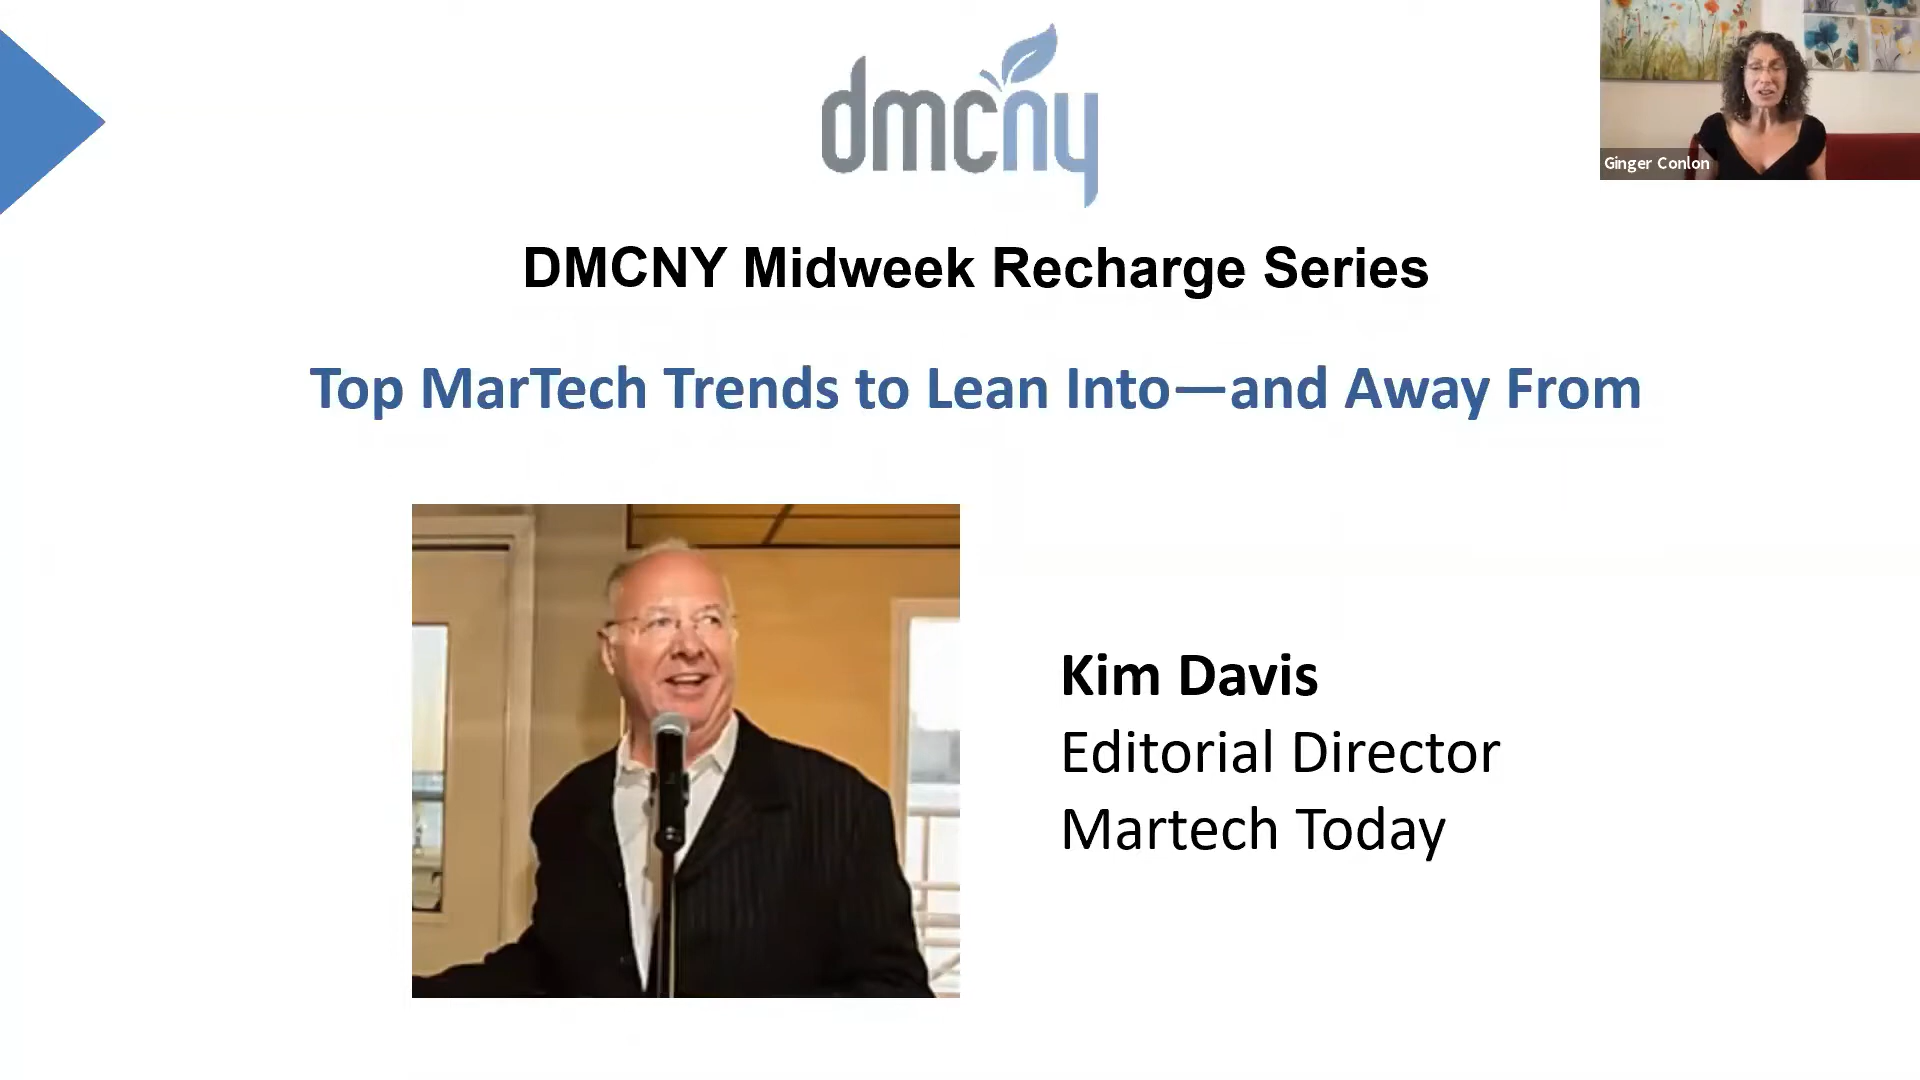 dmcny
Ginger Conlon
DMCNY Midweek Recharge Series
Top MarTech Trends to Lean Into—and Away From
Kim Davis
Editorial Director
Martech Today